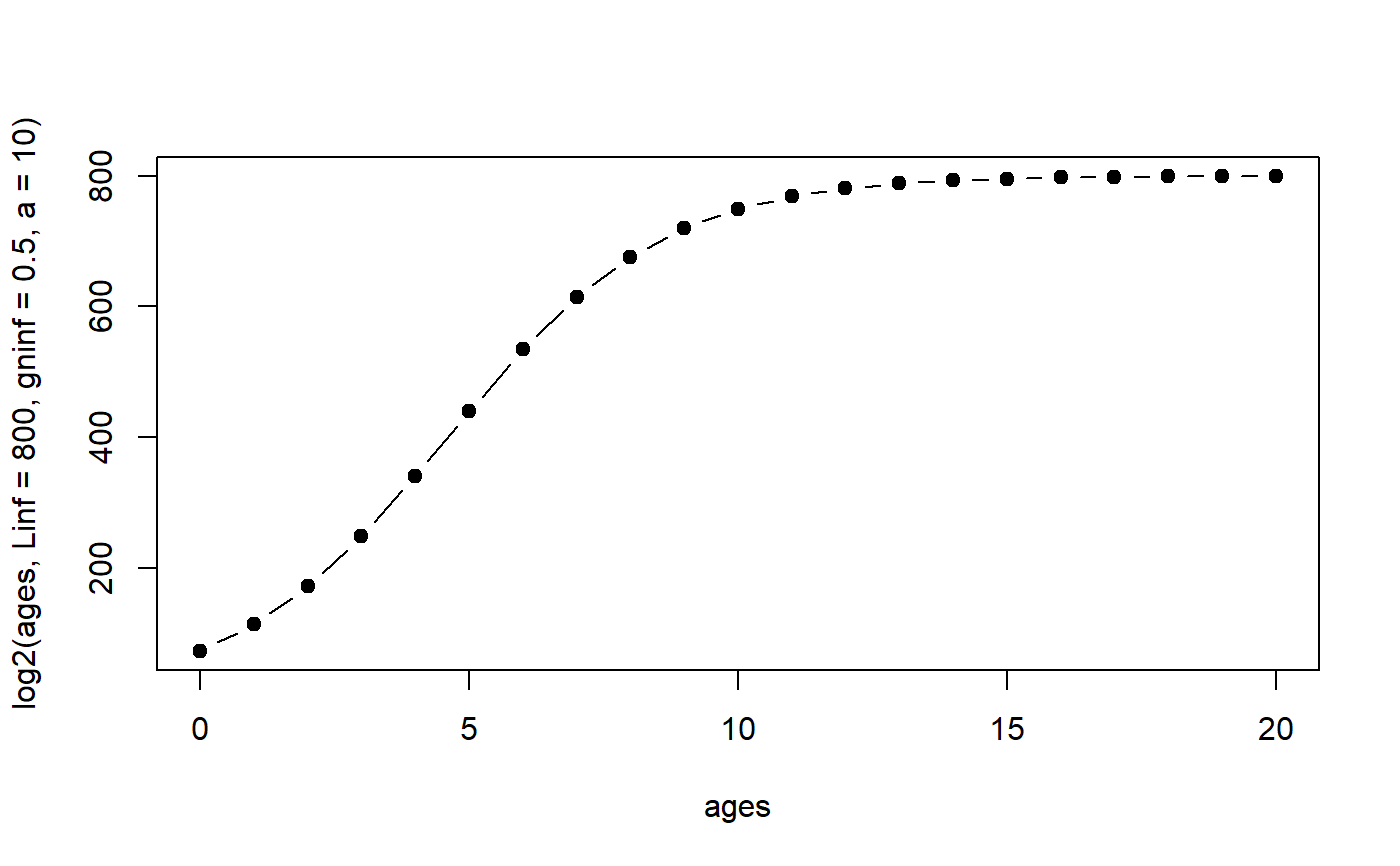 log2(ages, Linf = 800, gninf = 0.5, a = 10)
800
600
400
200
0 5 10 15 20
ages